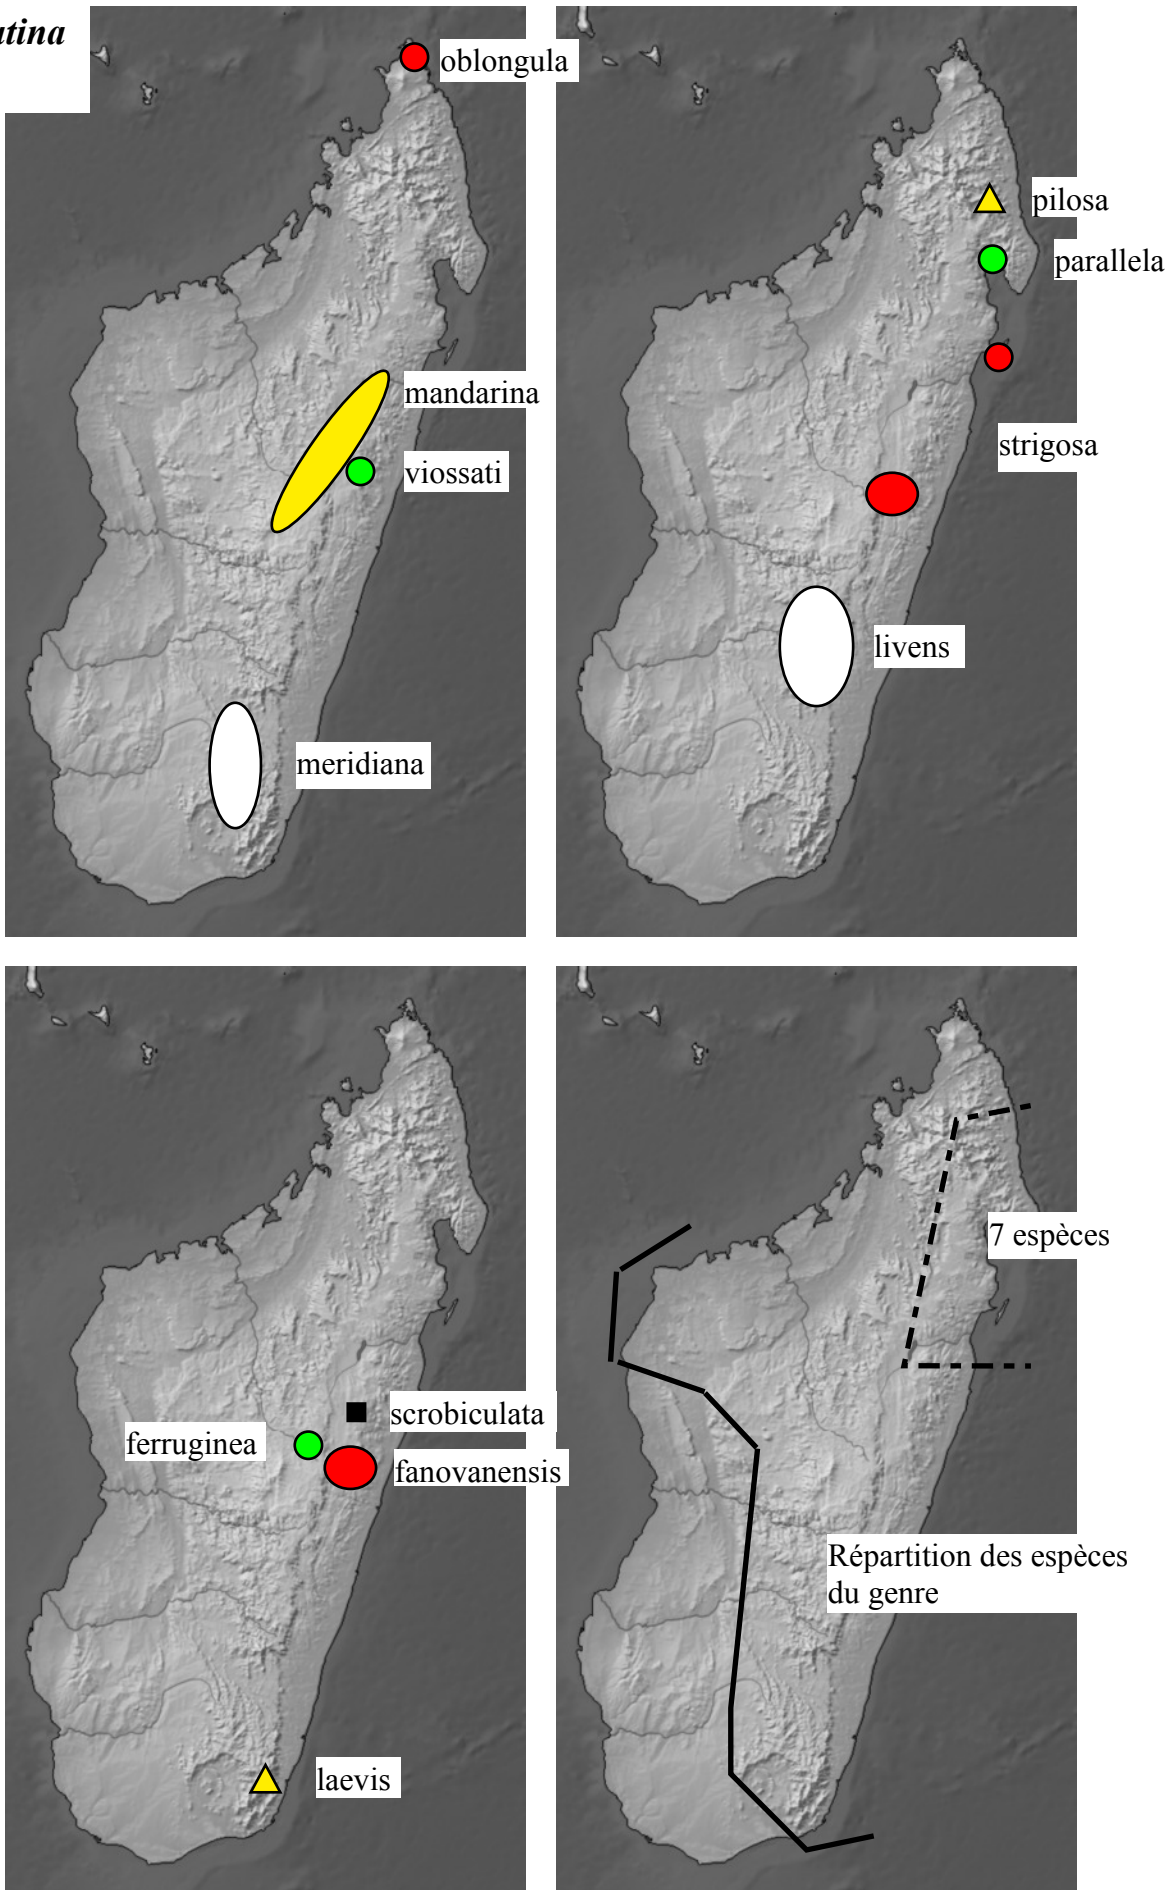 oblongula
mandarina
viossati
meridiana
pilosa
parallela
strigosa
livens
scrobiculata
ferruginea
fanovanensis
laevis
7 espèces
Répartition des espèces
du genre